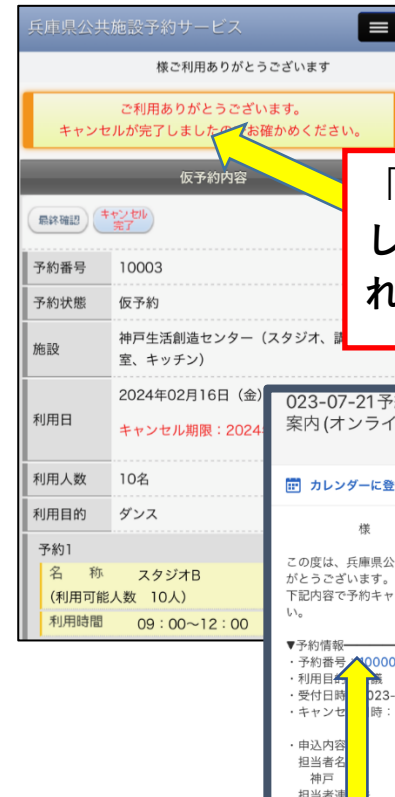 兵庫県公共施設予約サービス
様ご利用ありがとうございます
ご利用ありがとうございます。
キャンセルが完了しました お確かめください。
仮予約内容
最終確認
キャンセル
完了
予約番号 10003
予約状態 仮予約
施設 神戸生活創造センター（スタジオ、
室、キッチン）
利用日 2024年02月16日（金）
キャンセル期限：2024
利用人数 10名
利用目的 ダンス
予約1
名 称 スタジオB
(利用可能人数 10人)
利用時間 09：00～12：00
「
し
れ
023-07-21予
案内(オンライ
カレンダーに登
様
この度は、兵庫県公
がとうございます。
下記内容で予約キャ
い。
▼予約情報
・予約番号 0000
・利用目
・受付日時 023-
・キャンセ 時：
・申込内容
担当者名
神戸
担当者連